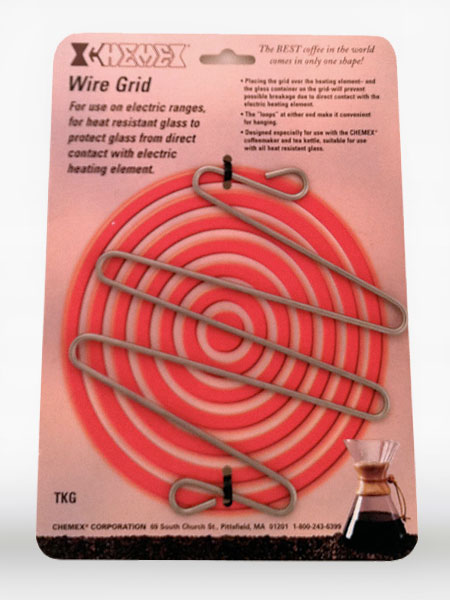 CHEMEX
Wire Grid
For use on electric ranges,
for heat resistant glass to
protect glass from direct
contact with electric
heating element.
The BEST coffee in the world
comes in only one shape!
• Placing the grid over the heating element- and
the glass container on the grid-will prevent
possible breakage due to direct contact with the
electric heating element.
• The "loops" at either end make it convenient
for hanging.
• Designed especially for use with the CHEMEX®
coffeemaker and tea kettle, suitable for use
with all heat resistant glass.
TKG
CHEMEX® CORPORATION 69 South Church St., Pittsfield, MA 01201 1-800-243-6399